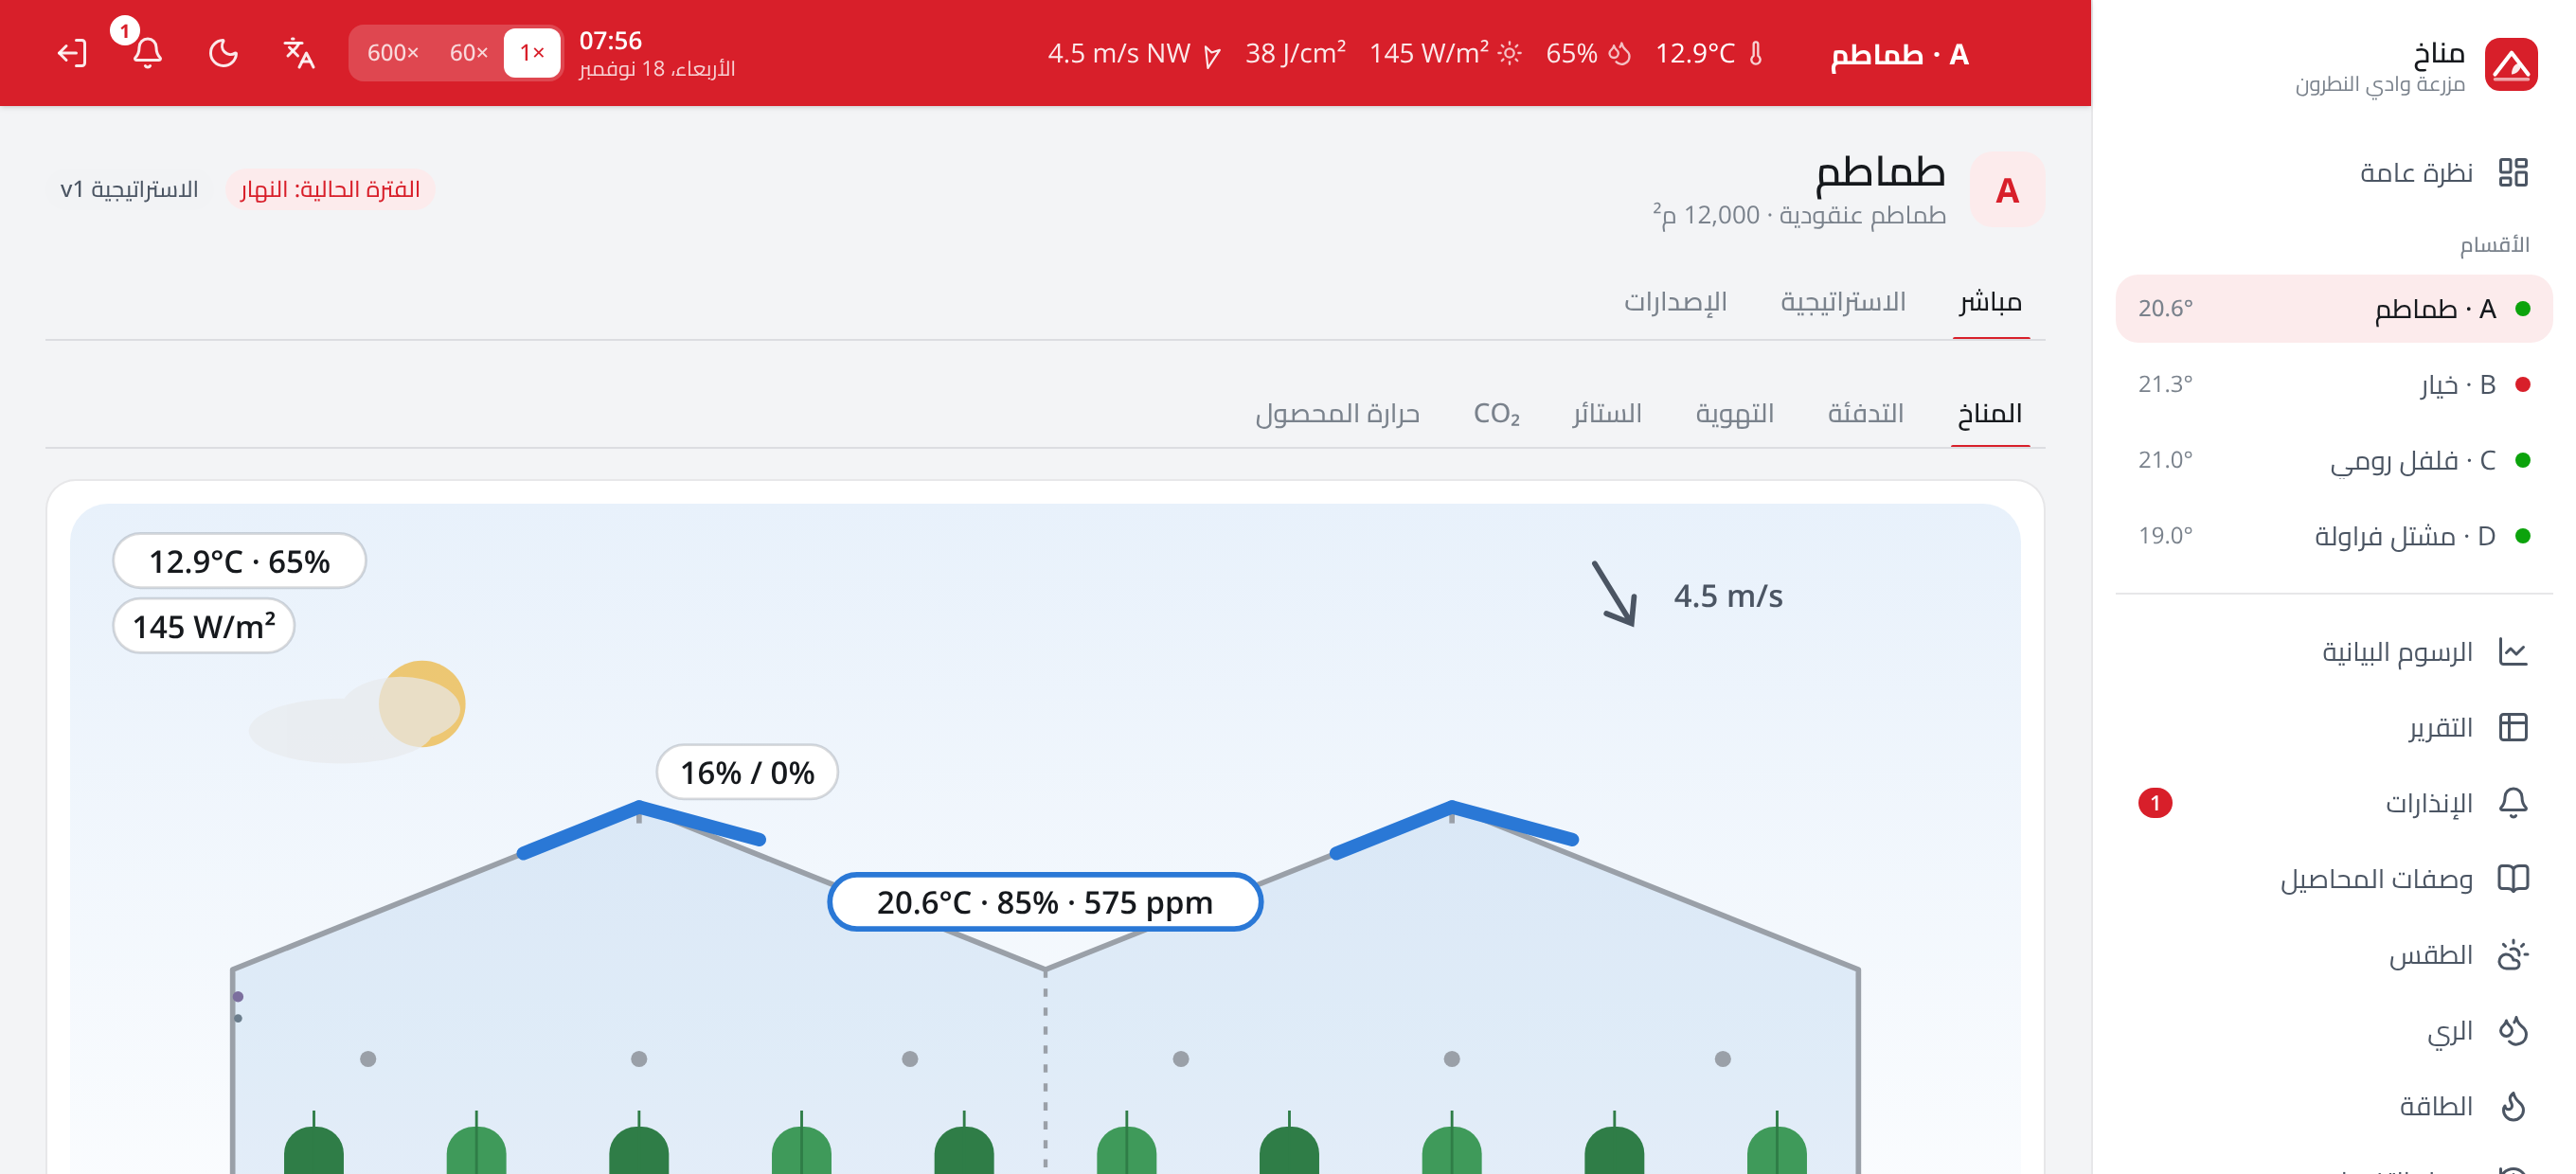 مناخ
مزرعة وادي النطرون
نظرة عامة
الأقسام
A · طماطم 20.6°
B · خيار 21.3°
C · فلفل رومي 21.0°
D · مشتل فراولة 19.0°
الرسوم البيانية
التقرير
الإنذارات 1
وصفات المحاصيل
الطقس
الري
الطاقة
A · طماطم 12.9°C 65% 145 W/m² 38 J/cm² 4.5 m/s NW
07:56
الأربعاء، 18 نوفمبر
1× 60× 600×
1
A
طماطم
طماطم عنقودية · 12,000 م²
الفترة الحالية: النهار
الاستراتيجية v1
مباشر الاستراتيجية الإصدارات
المناخ التدفئة التهوية الستائر CO₂ حرارة المحصول
12.9°C · 65%
145 W/m²
4.5 m/s
16% / 0%
20.6°C · 85% · 575 ppm